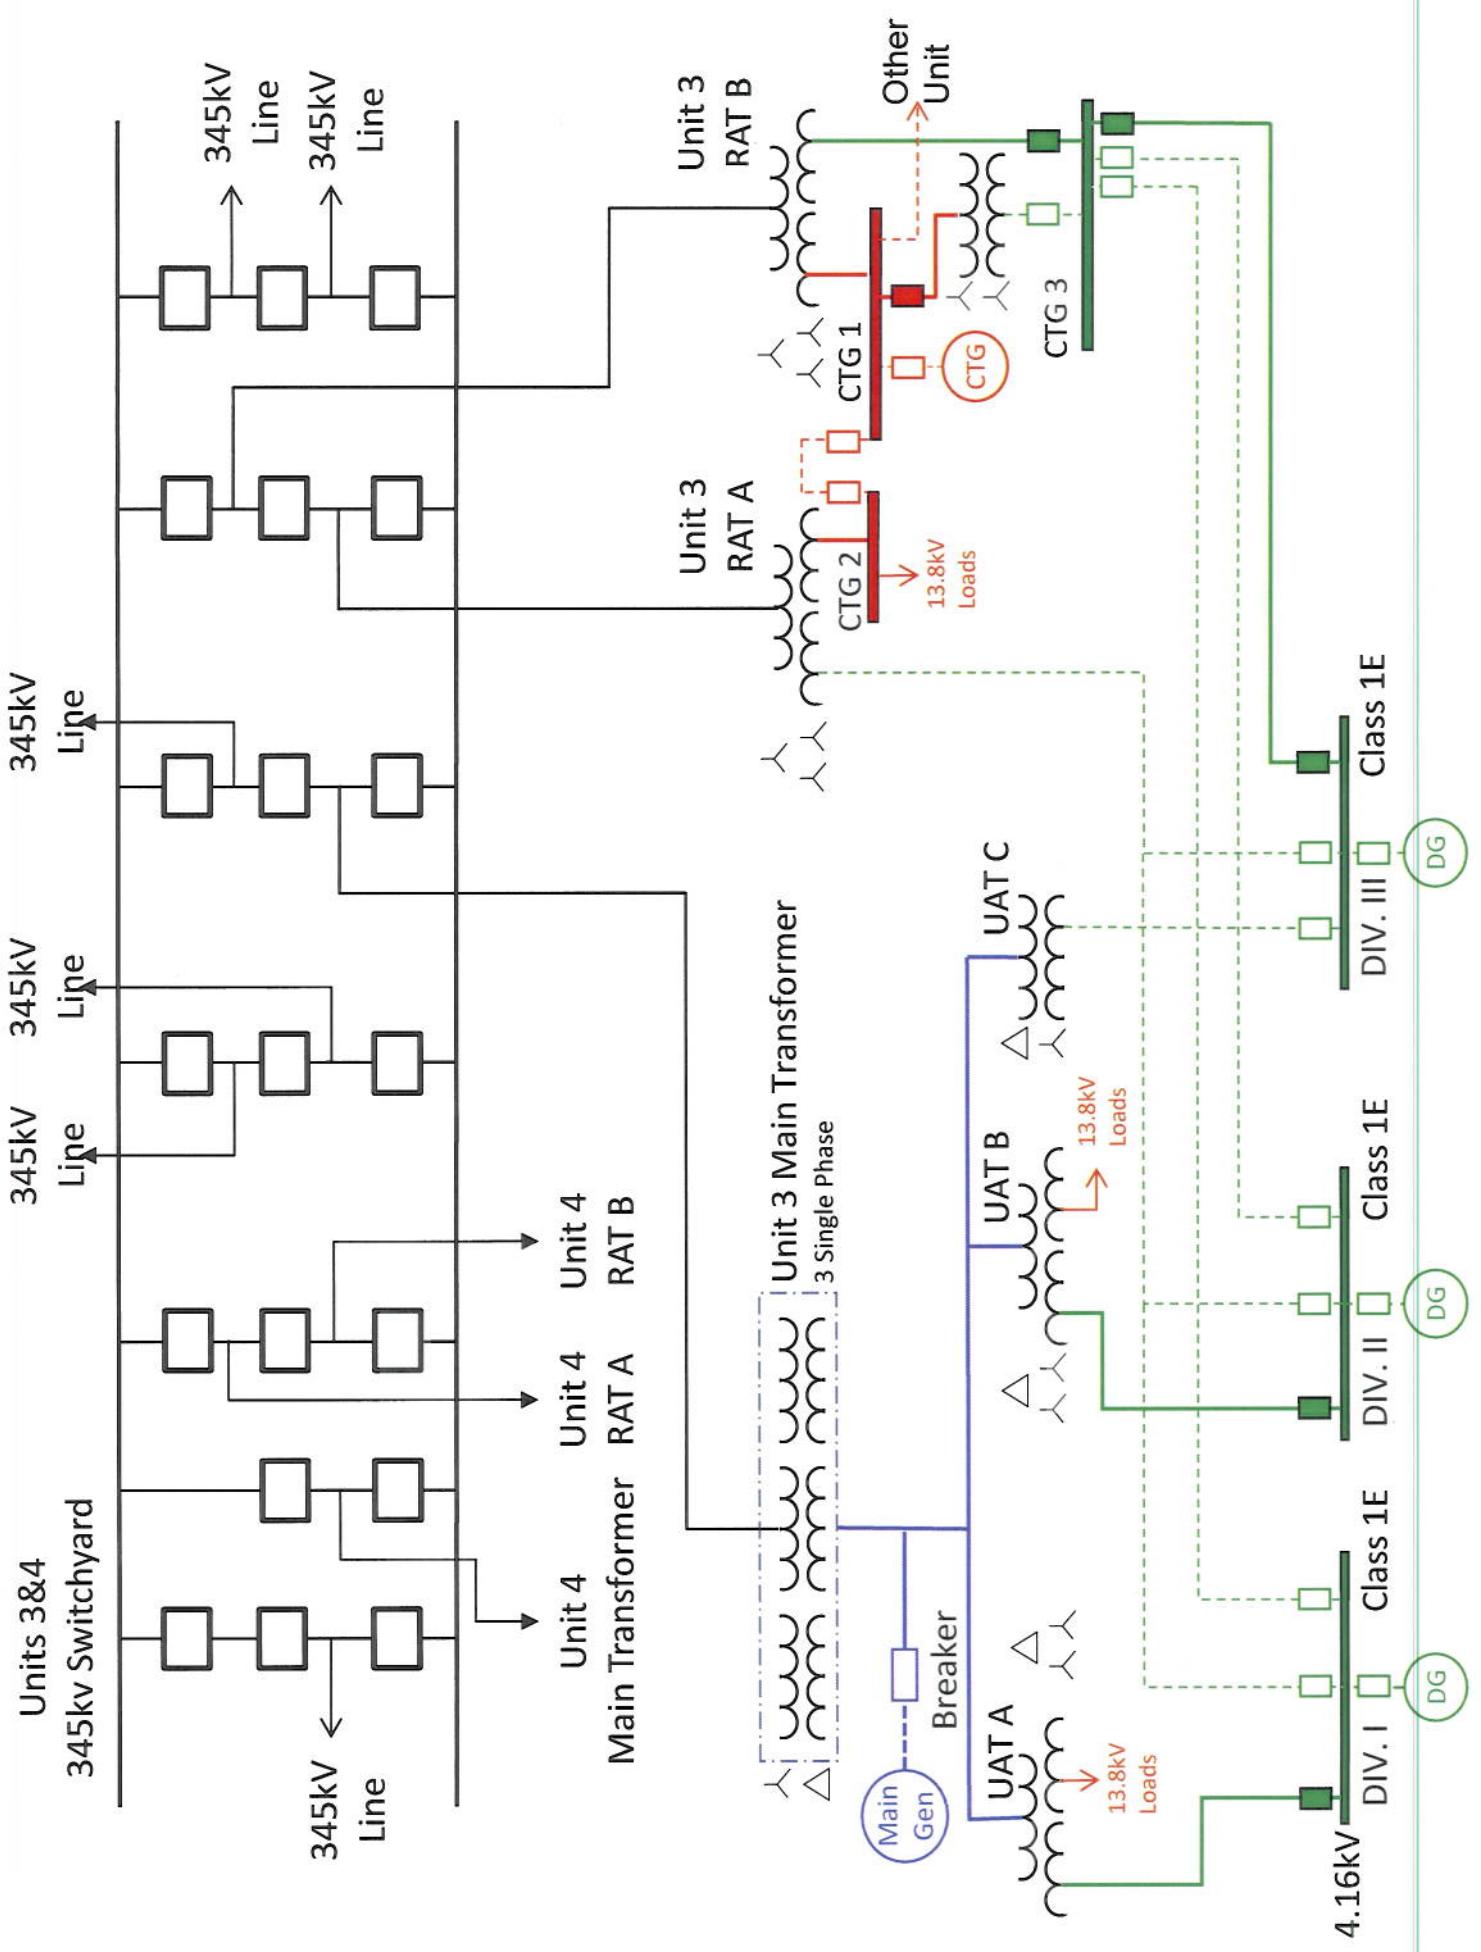 Units 3&4
345kv Switchyard
345kV
Line
345kV
Line
345kV
Line
345kV
Line
345kV
Line
345kV
Line
Unit 4
Main Transformer
Unit 4
RAT A
Unit 4
RAT B
Unit 3
RAT A
Unit 3
RAT B
Unit 3 Main Transformer
3 Single Phase
Main
Gen
Breaker
CTG 2
13.8kV
Loads
CTG 1
CTG
Other
Unit
CTG 3
UAT A
13.8kV
Loads
UAT B
13.8kV
Loads
UAT C
4.16kV
DIV. I
Class 1E
DG
DIV. II
Class 1E
DG
DIV. III
Class 1E
DG